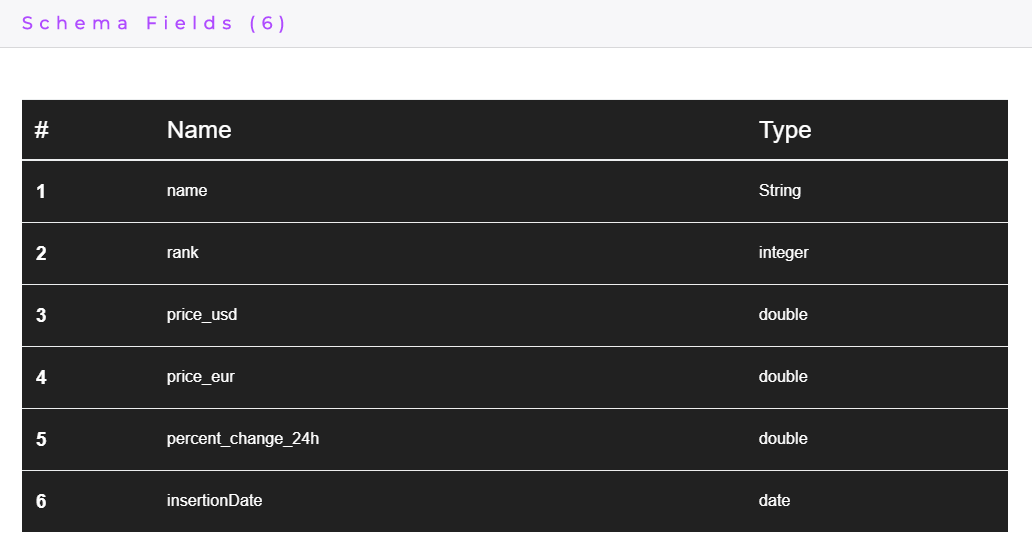 Schema Fields (6)
# Name Type
1 name String
2 rank integer
3 price_usd double
4 price_eur double
5 percent_change_24h double
6 insertionDate date